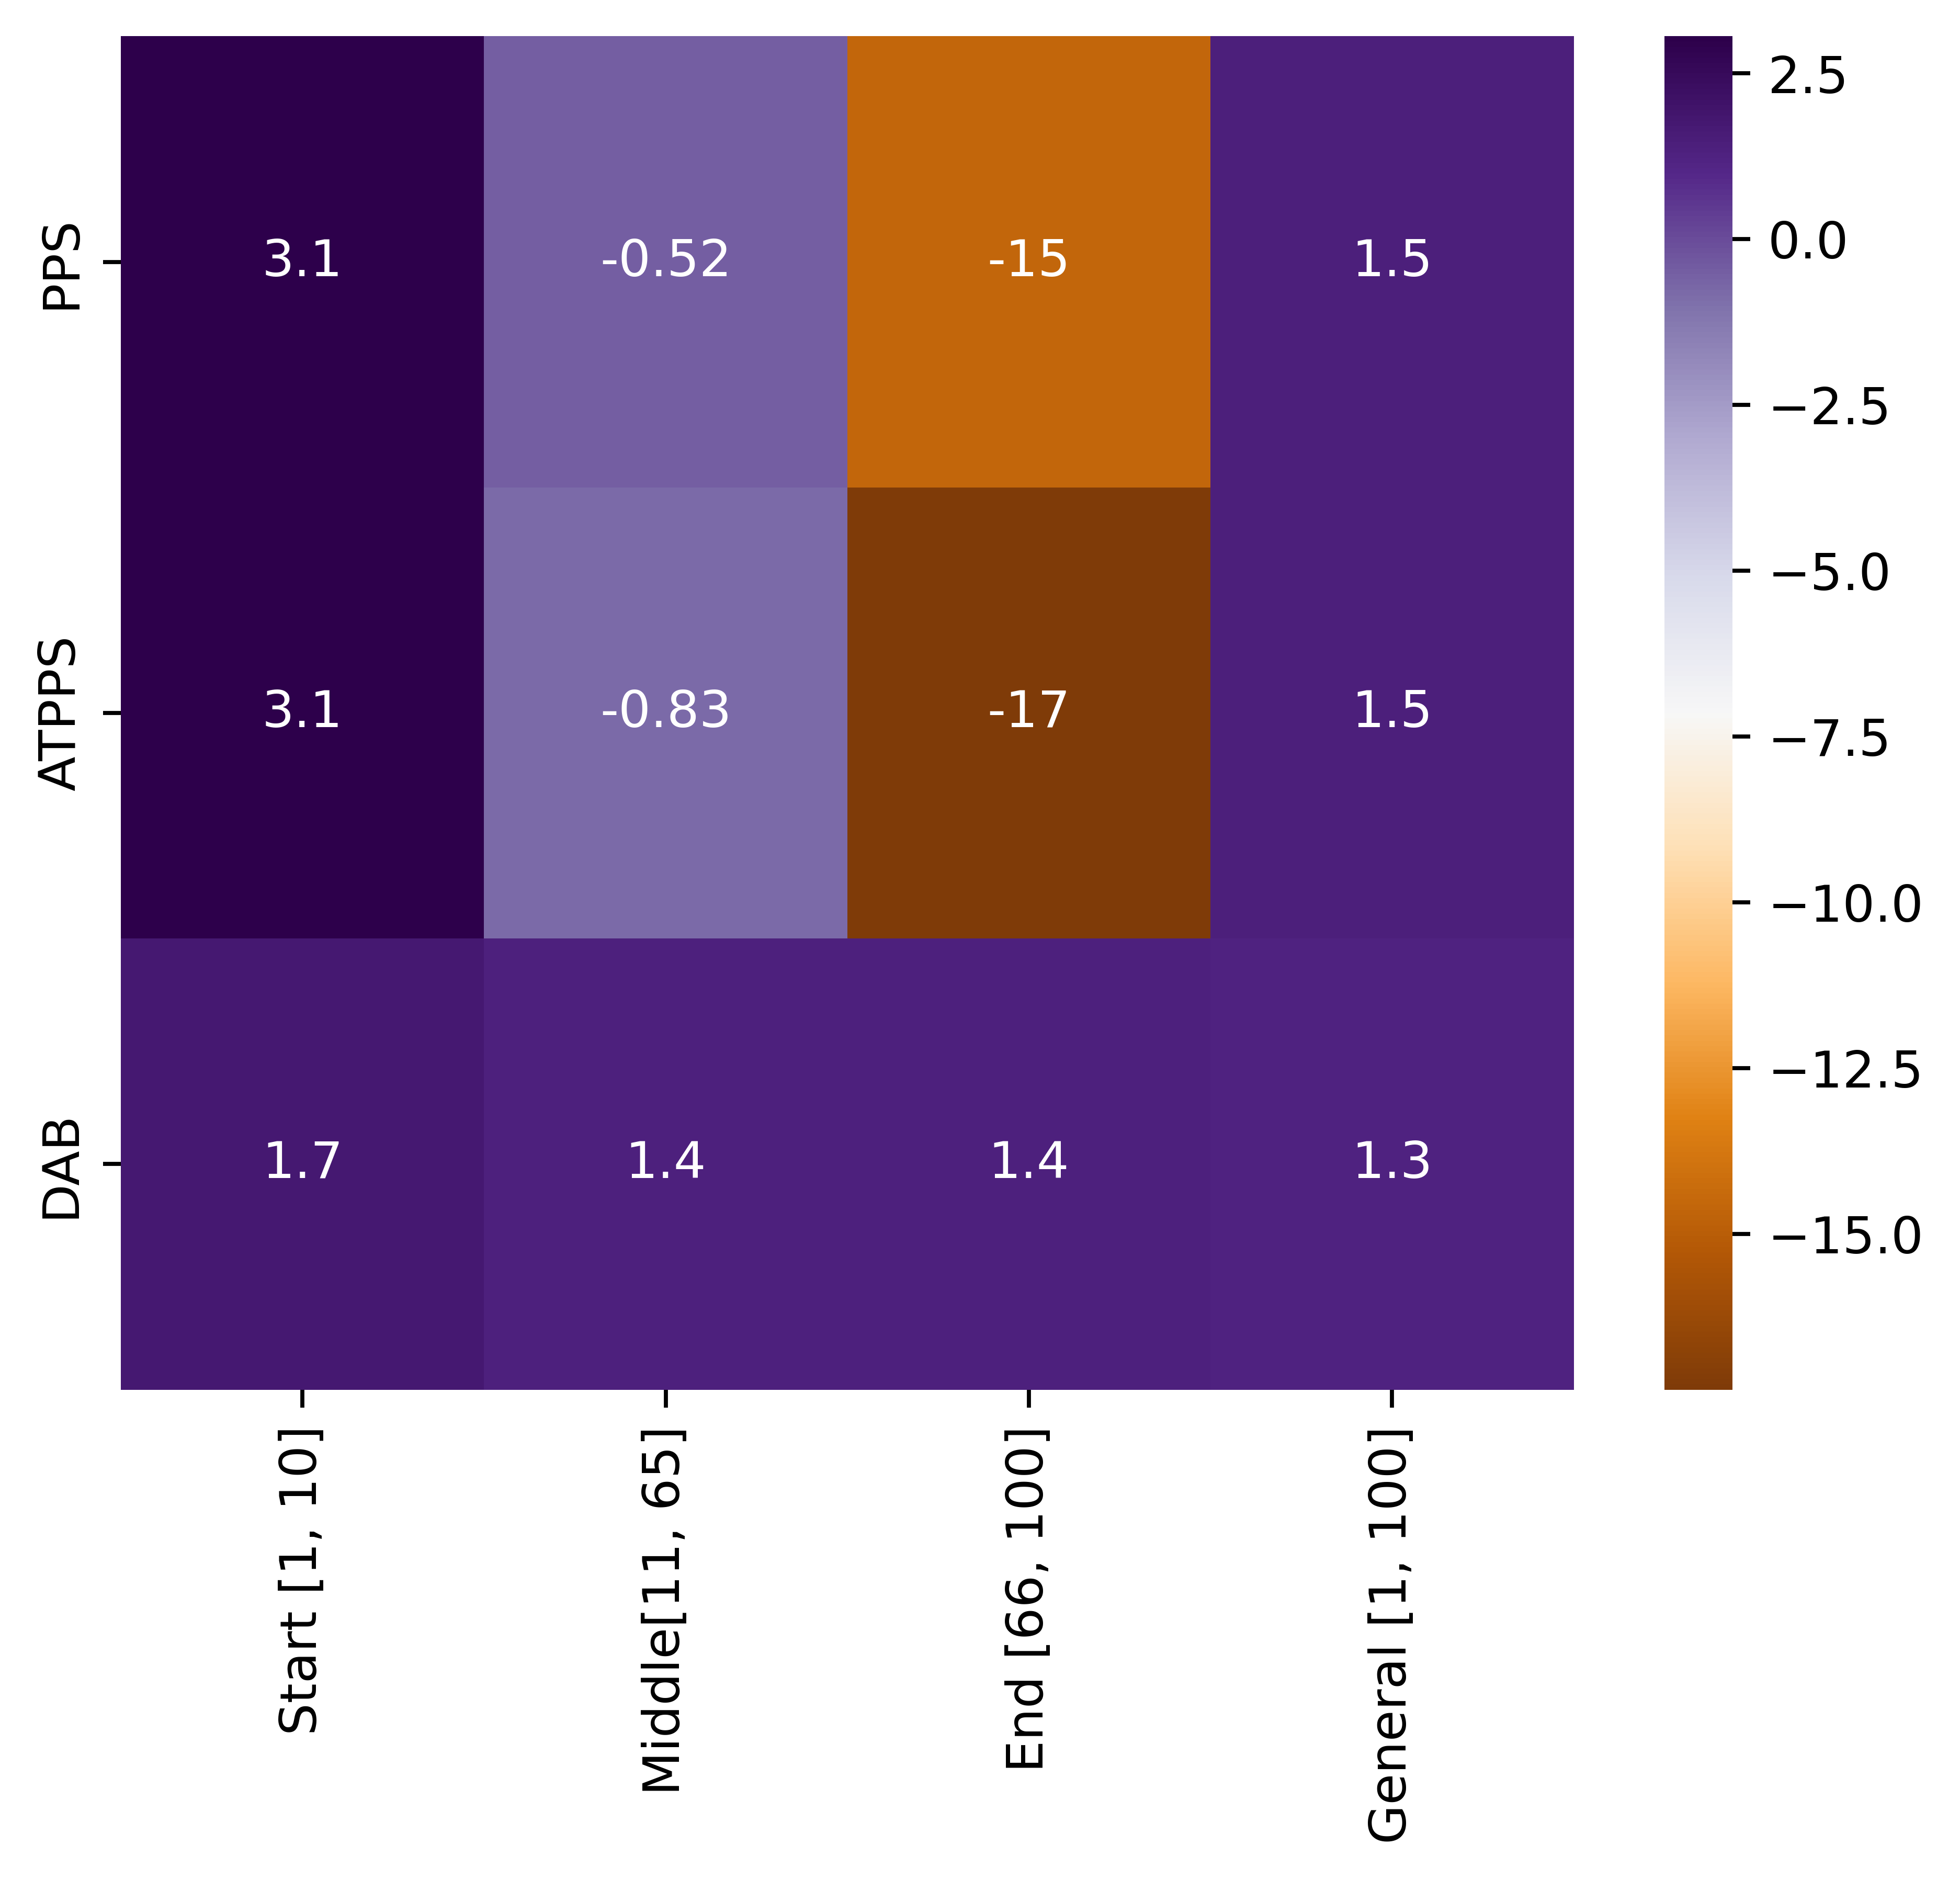 PPS
3.1
-0.52
-15
1.5
ATPPS
3.1
-0.83
-17
1.5
DAB
1.7
1.4
1.4
1.3
Start [1, 10]
Middle[11, 65]
End [66, 100]
General [1, 100]
2.5
0.0
−2.5
−5.0
−7.5
−10.0
−12.5
−15.0